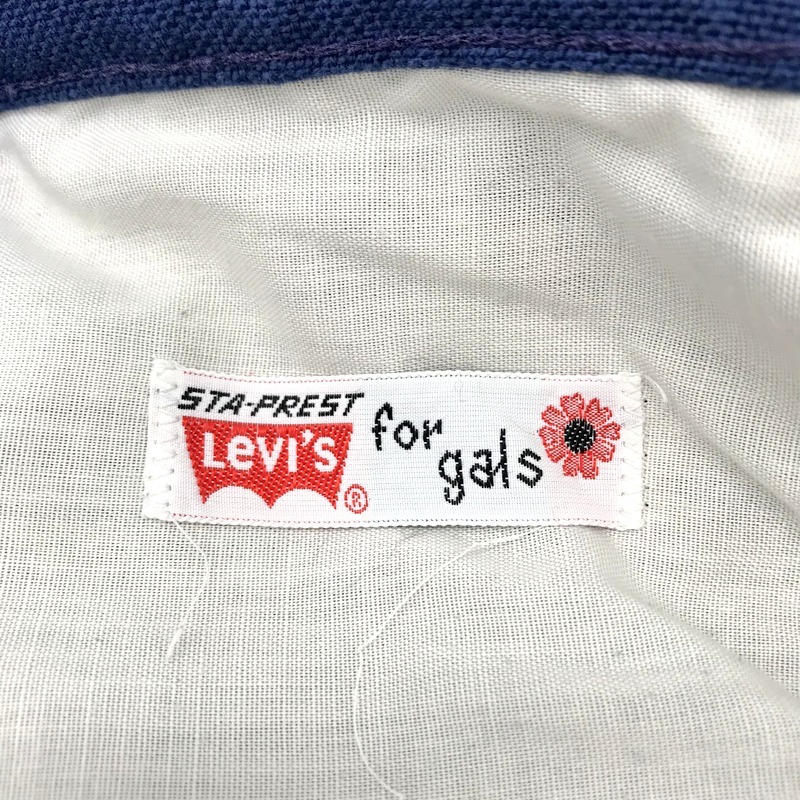 STA-PREST
Levi's ®
for
gals